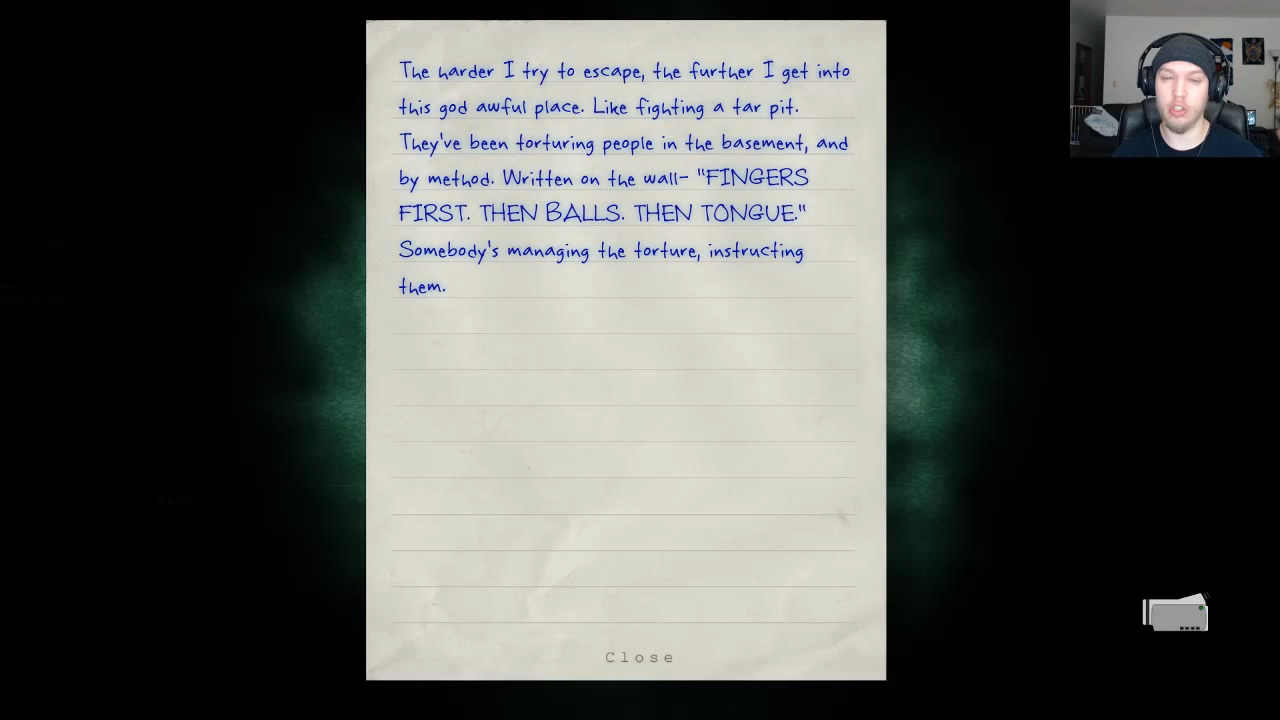 The harder I try to escape, the further I get into
this god awful place. Like fighting a tar pit.
They've been torturing people in the basement, and
by method. Written on the wall- "FINGERS
FIRST. THEN BALLS. THEN TONGUE."
Somebody's managing the torture, instructing
them.
Close